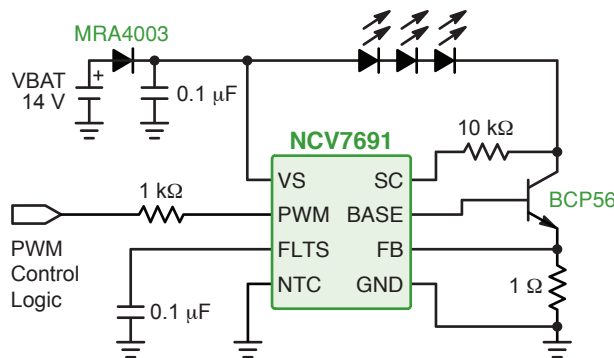 MRA4003
VBAT
14 V
+
0.1 μF
NCV7691
10 kΩ
VS
SC
1 kΩ
PWM
BASE
BCP56
FLTS
FB
PWM
Control
Logic
NTC
GND
1 Ω
0.1 μF